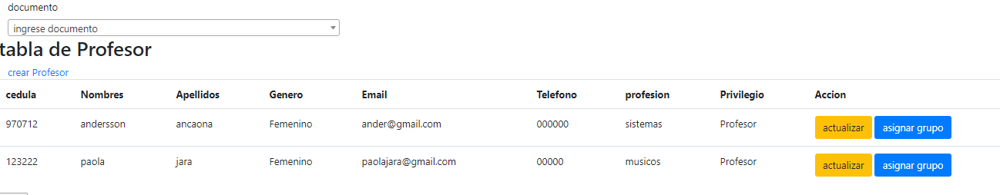 documento
ingrese documento
tabla de Profesor
crear Profesor
cedula Nombres Apellidos Genero Email Telefono profesion Privilegio Accion
970712 andersson ancaona Femenino ander@gmail.com 000000 sistemas Profesor actualizar asignar grupo
123222 paola jara Femenino paolajara@gmail.com 00000 musicos Profesor actualizar asignar grupo